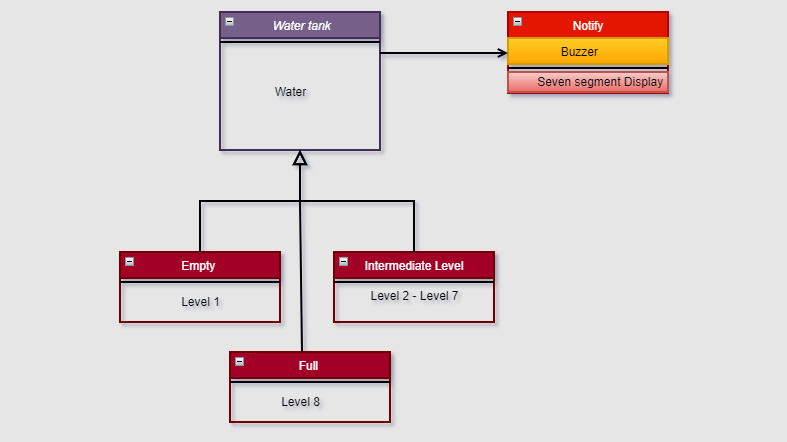 Water tank
Water
Notify
Buzzer
Seven segment Display
Empty
Level 1
Intermediate Level
Level 2 - Level 7
Full
Level 8